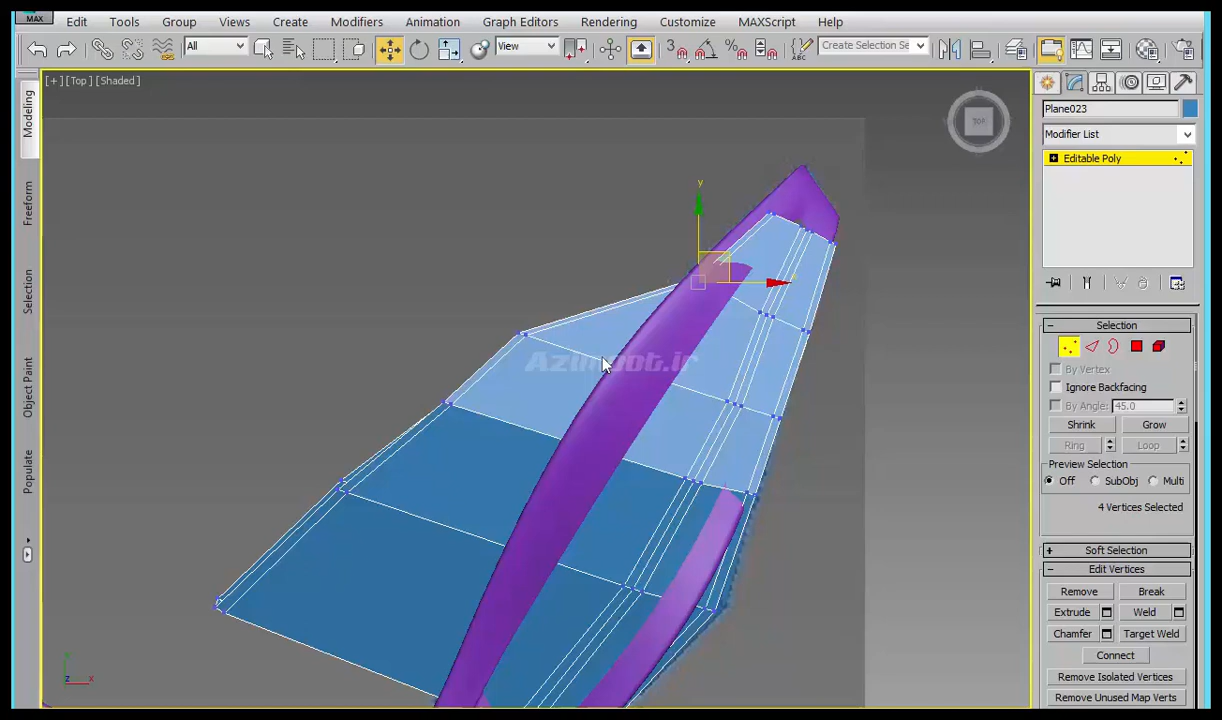 MAX
Edit Tools Group Views Create Modifiers Animation Graph Editors Rendering Customize MAXScript Help
All View 3 Create Selection Se
[+] [Top] [Shaded]
Modeling
Freeform
Selection
Object Paint
Populate
TOP
y
x
Azimoot.ir
z x
Plane023
Modifier List
Editable Poly
Selection
By Vertex
Ignore Backfacing
By Angle: 45.0
Shrink Grow
Ring Loop
Preview Selection
Off SubObj Multi
4 Vertices Selected
Soft Selection
Edit Vertices
Remove Break
Extrude Weld
Chamfer Target Weld
Connect
Remove Isolated Vertices
Remove Unused Map Verts